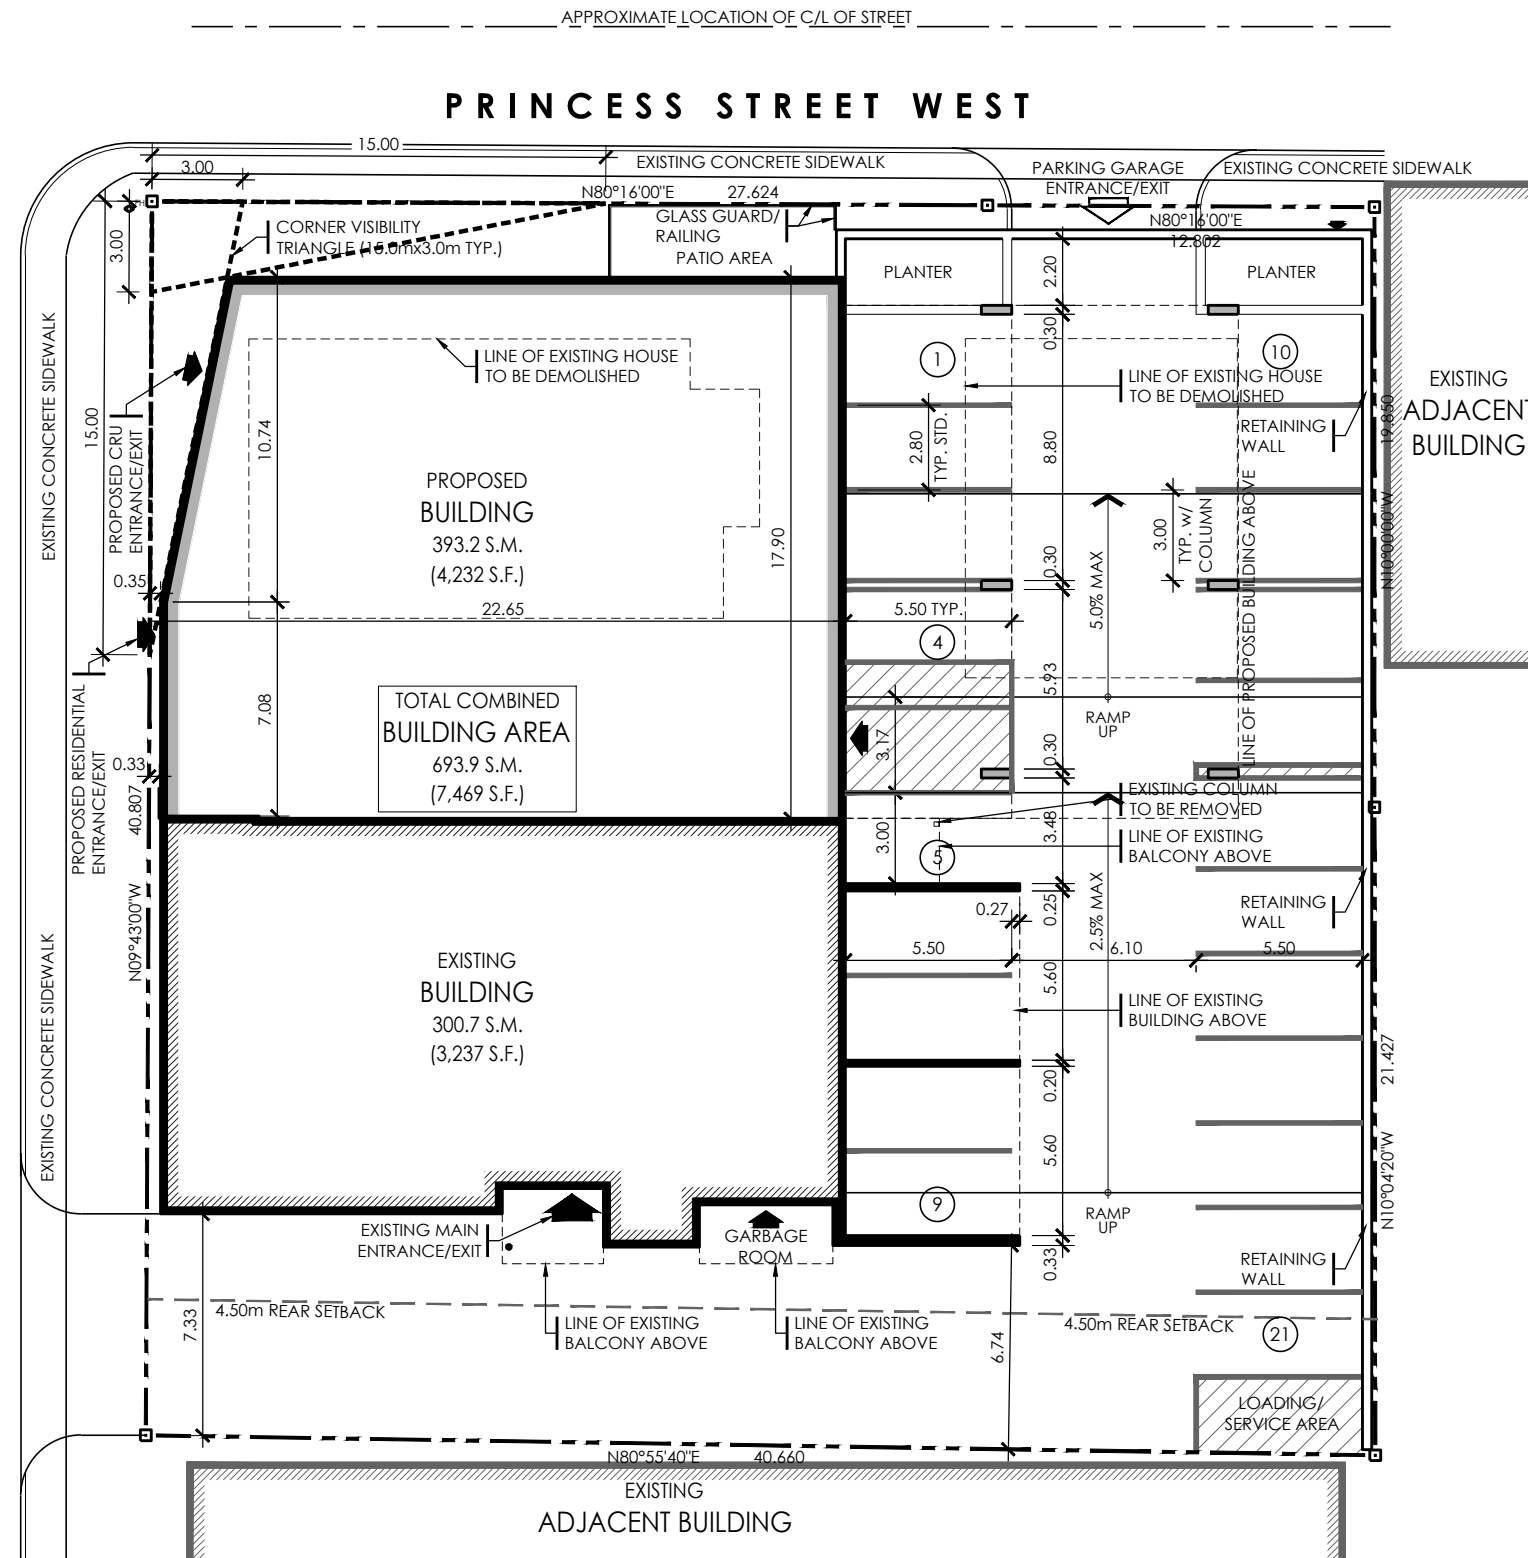 APPROXIMATE LOCATION OF C/L OF STREET
PRINCESS STREET WEST
15.00
3.00
EXISTING CONCRETE SIDEWALK
PARKING GARAGE
ENTRANCE/EXIT
EXISTING CONCRETE SIDEWALK
N80°16'00"E
27.624
N80°16'00"E
12.802
GLASS GUARD/
RAILING
PATIO AREA
CORNER VISIBILITY
TRIANGLE (15.0mx3.0m TYP.)
3.00
15.00
PLANTER
2.20
PLANTER
0.30
EXISTING CONCRETE SIDEWALK
LINE OF EXISTING HOUSE
TO BE DEMOLISHED
1
10
LINE OF EXISTING HOUSE
TO BE DEMOLISHED
EXISTING
ADJACENT
BUILDING
19.850
N10°00'00"W
RETAINING
WALL
PROPOSED CRU
ENTRANCE/EXIT
10.74
2.80
TYP. STD.
8.80
PROPOSED
BUILDING
393.2 S.M.
(4,232 S.F.)
17.90
3.00
TYP. w/
COLUMN
LINE OF PROPOSED BUILDING ABOVE
5.0% MAX
0.30
0.35
22.65
5.50 TYP.
4
5.93
7.08
TOTAL COMBINED
BUILDING AREA
693.9 S.M.
(7,469 S.F.)
3.17
RAMP
UP
0.30
PROPOSED RESIDENTIAL
ENTRANCE/EXIT
0.33
40.807
N09°43'00"W
EXISTING COLUMN
TO BE REMOVED
3.48
3.00
5
LINE OF EXISTING
BALCONY ABOVE
RETAINING
WALL
0.27
0.25
2.5% MAX
5.50
6.10
5.50
5.60
EXISTING
BUILDING
300.7 S.M.
(3,237 S.F.)
LINE OF EXISTING
BUILDING ABOVE
EXISTING CONCRETE SIDEWALK
21.427
N10°04'20"W
0.20
5.60
9
RAMP
UP
EXISTING MAIN
ENTRANCE/EXIT
GARBAGE
ROOM
0.33
RETAINING
WALL
7.33
4.50m REAR SETBACK
LINE OF EXISTING
BALCONY ABOVE
LINE OF EXISTING
BALCONY ABOVE
6.74
4.50m REAR SETBACK
21
LOADING/
SERVICE AREA
N80°55'40"E
40.660
EXISTING
ADJACENT BUILDING